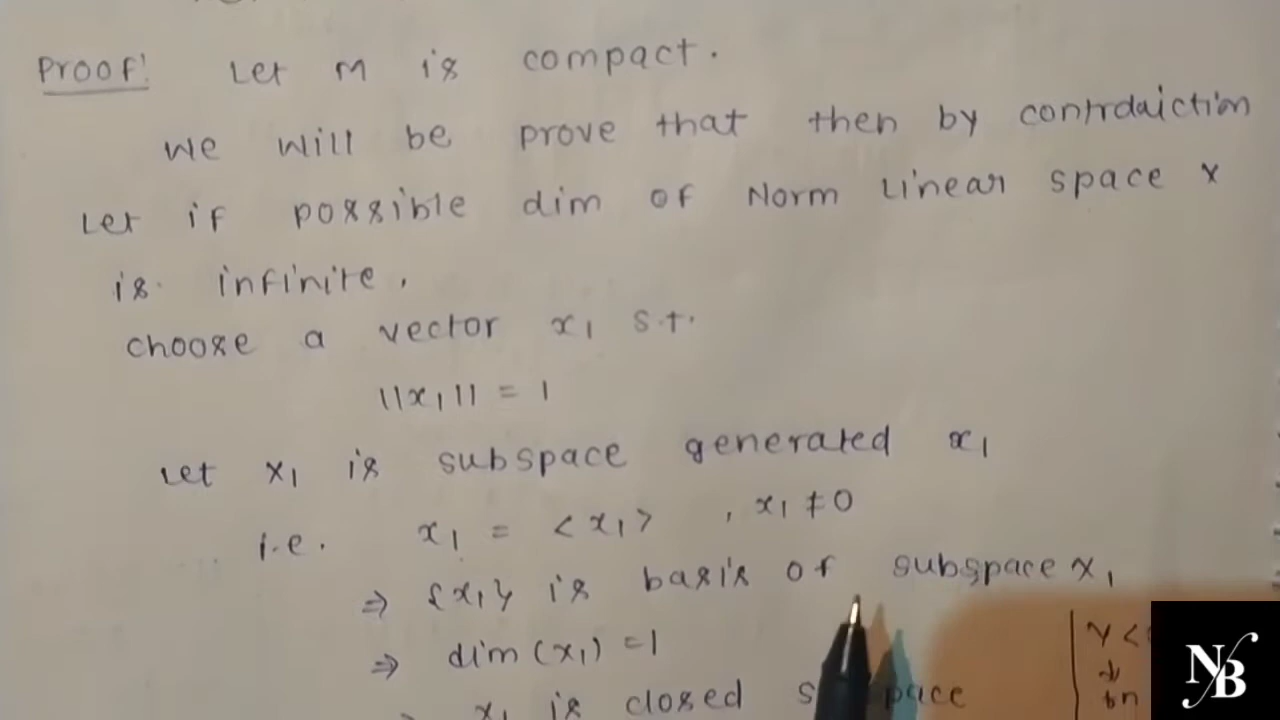 Proof! Let M is compact.
We will be prove that then by contrdaiction
Let if possible dim of Norm Linear space X
is infinite.
choose a vector x1 s.t.
||x1|| = 1
Let X1 is subspace generated x1
i.e. x1 = <x1> , x1 ≠ 0
⇒ {x1} is basis of subspace X1
⇒ dim (x1) = 1
x1 is closed
Y>
bn
NB